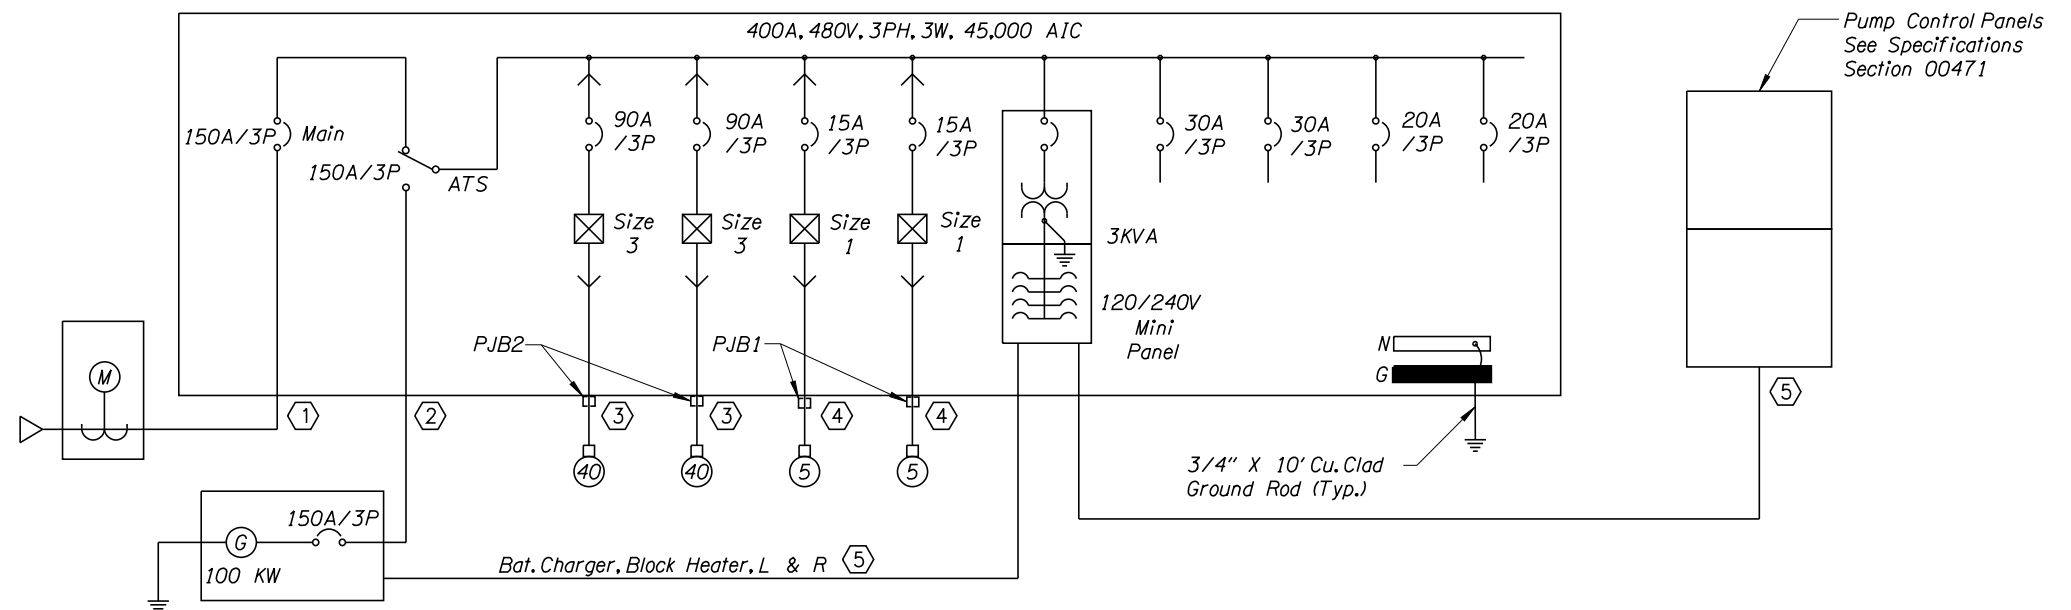 400A, 480V, 3PH, 3W, 45,000 AIC
Pump Control Panels
See Specifications
Section 00471
150A/3P
Main
150A/3P
ATS
90A
/3P
90A
/3P
15A
/3P
15A
/3P
30A
/3P
30A
/3P
20A
/3P
20A
/3P
Size
3
Size
3
Size
1
Size
1
3KVA
120/240V
Mini
Panel
PJB2
PJB1
N
G
M
1
2
3
3
4
4
5
40
40
5
5
3/4" X 10' Cu. Clad
Ground Rod (Typ.)
150A/3P
G
100 KW
Bat. Charger, Block Heater, L & R
5